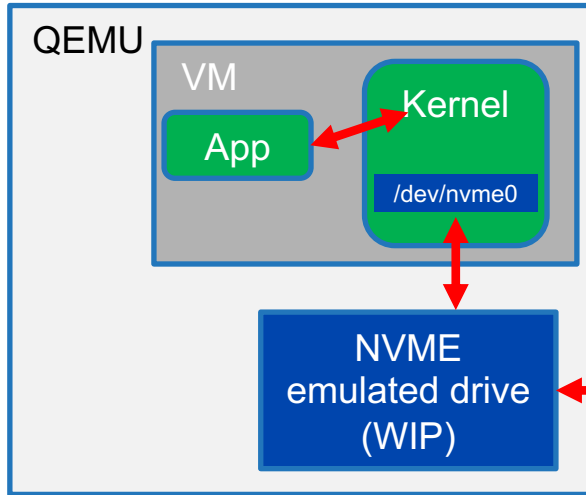 QEMU
VM
Kernel
App
/dev/nvme0
NVME
emulated drive
(WIP)